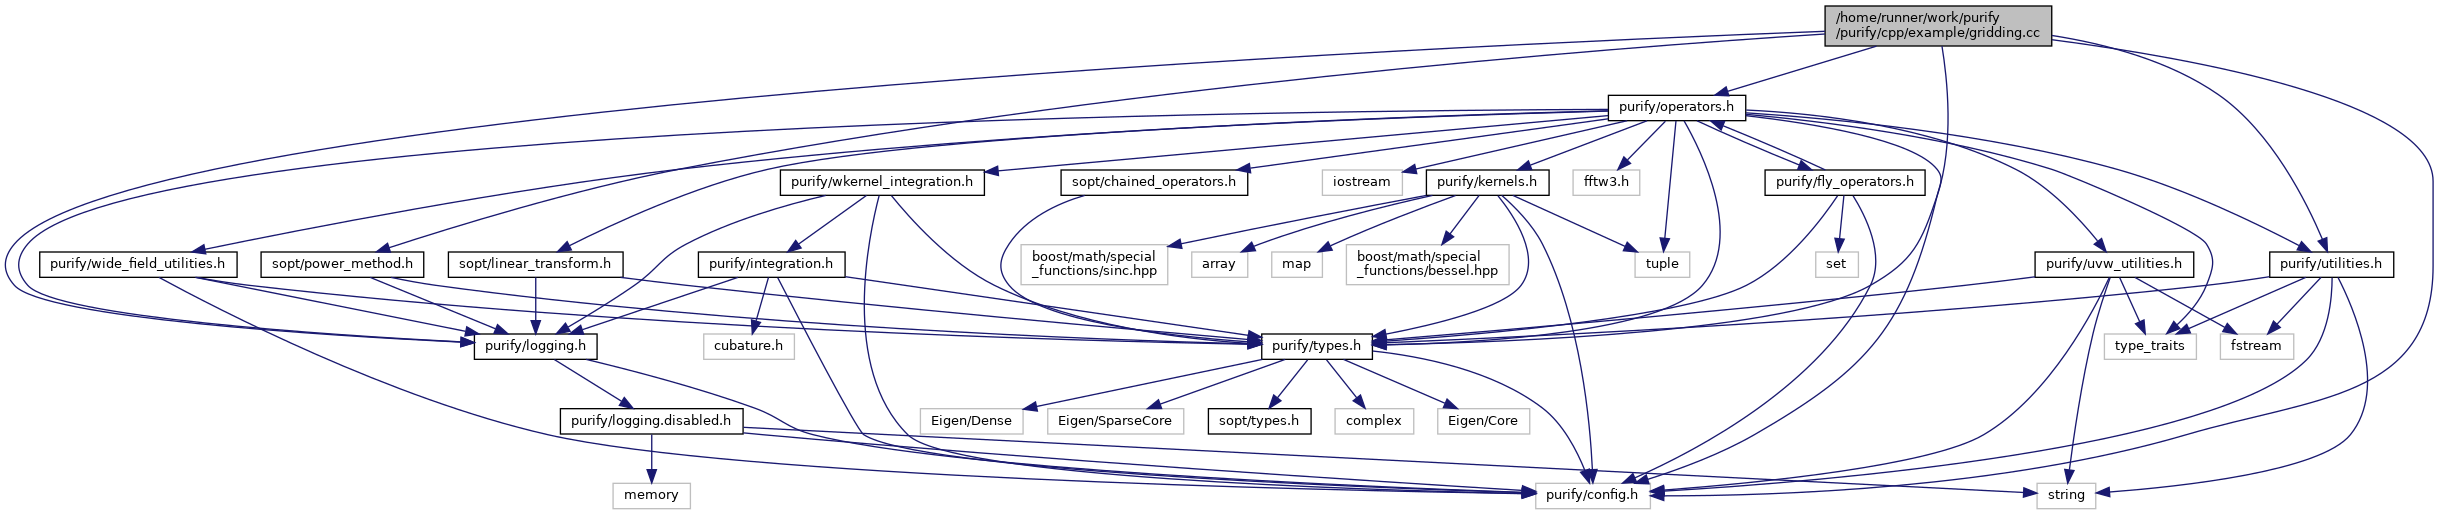 /home/runner/work/purify
/purify/cpp/example/gridding.cc
purify/operators.h
purify/wkernel_integration.h
sopt/chained_operators.h
iostream
purify/kernels.h
fftw3.h
purify/fly_operators.h
purify/wide_field_utilities.h
sopt/power_method.h
sopt/linear_transform.h
purify/integration.h
boost/math/special
_functions/sinc.hpp
array
map
boost/math/special
_functions/bessel.hpp
tuple
set
purify/uvw_utilities.h
purify/utilities.h
purify/logging.h
cubature.h
purify/types.h
type_traits
fstream
purify/logging.disabled.h
Eigen/Dense
Eigen/SparseCore
sopt/types.h
complex
Eigen/Core
memory
purify/config.h
string